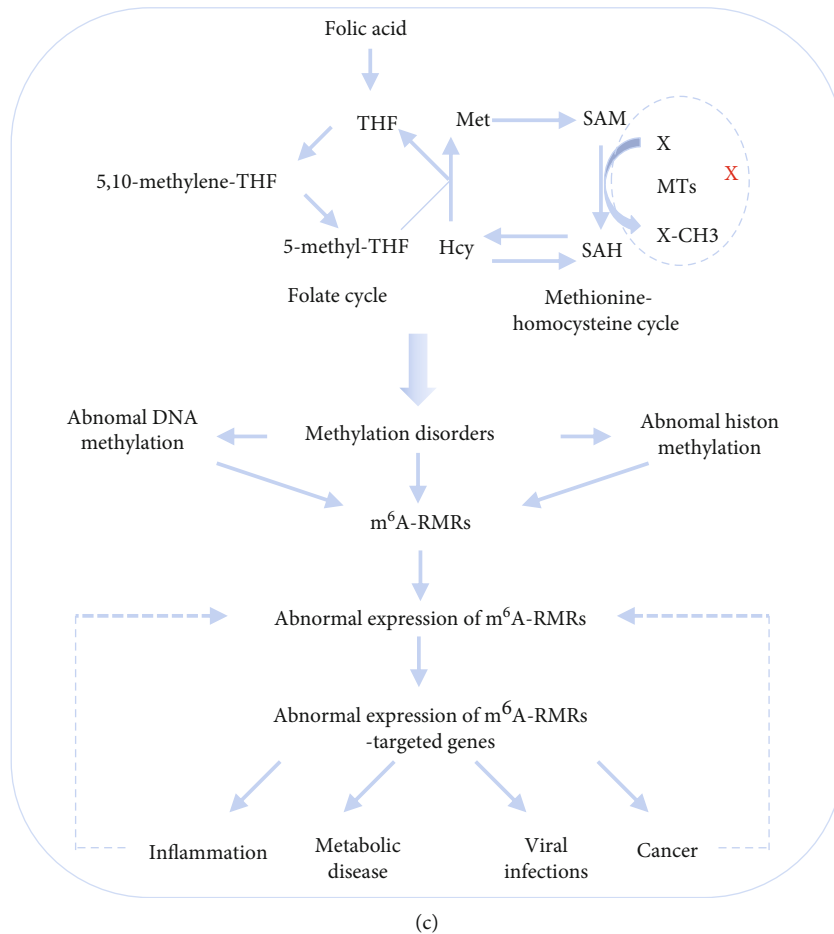 Folic acid
THF
Met
SAM
X
X
5,10-methylene-THF
MTs
X-CH3
5-methyl-THF
Hcy
SAH
Folate cycle
Methionine-
homocysteine cycle
Abnomal DNA
methylation
Methylation disorders
Abnomal histon
methylation
m⁶A-RMRs
Abnormal expression of m⁶A-RMRs
Abnormal expression of m⁶A-RMRs
-targeted genes
Inflammation
Metabolic
disease
Viral
infections
Cancer
(c)